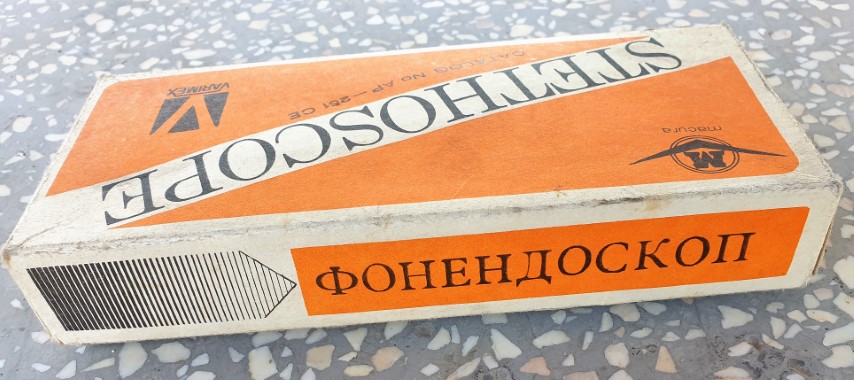 STETHOSCOPE
CATALOG No AP—251 CE
VARIMEX
M
macura
ФОНЕНДОСКОП